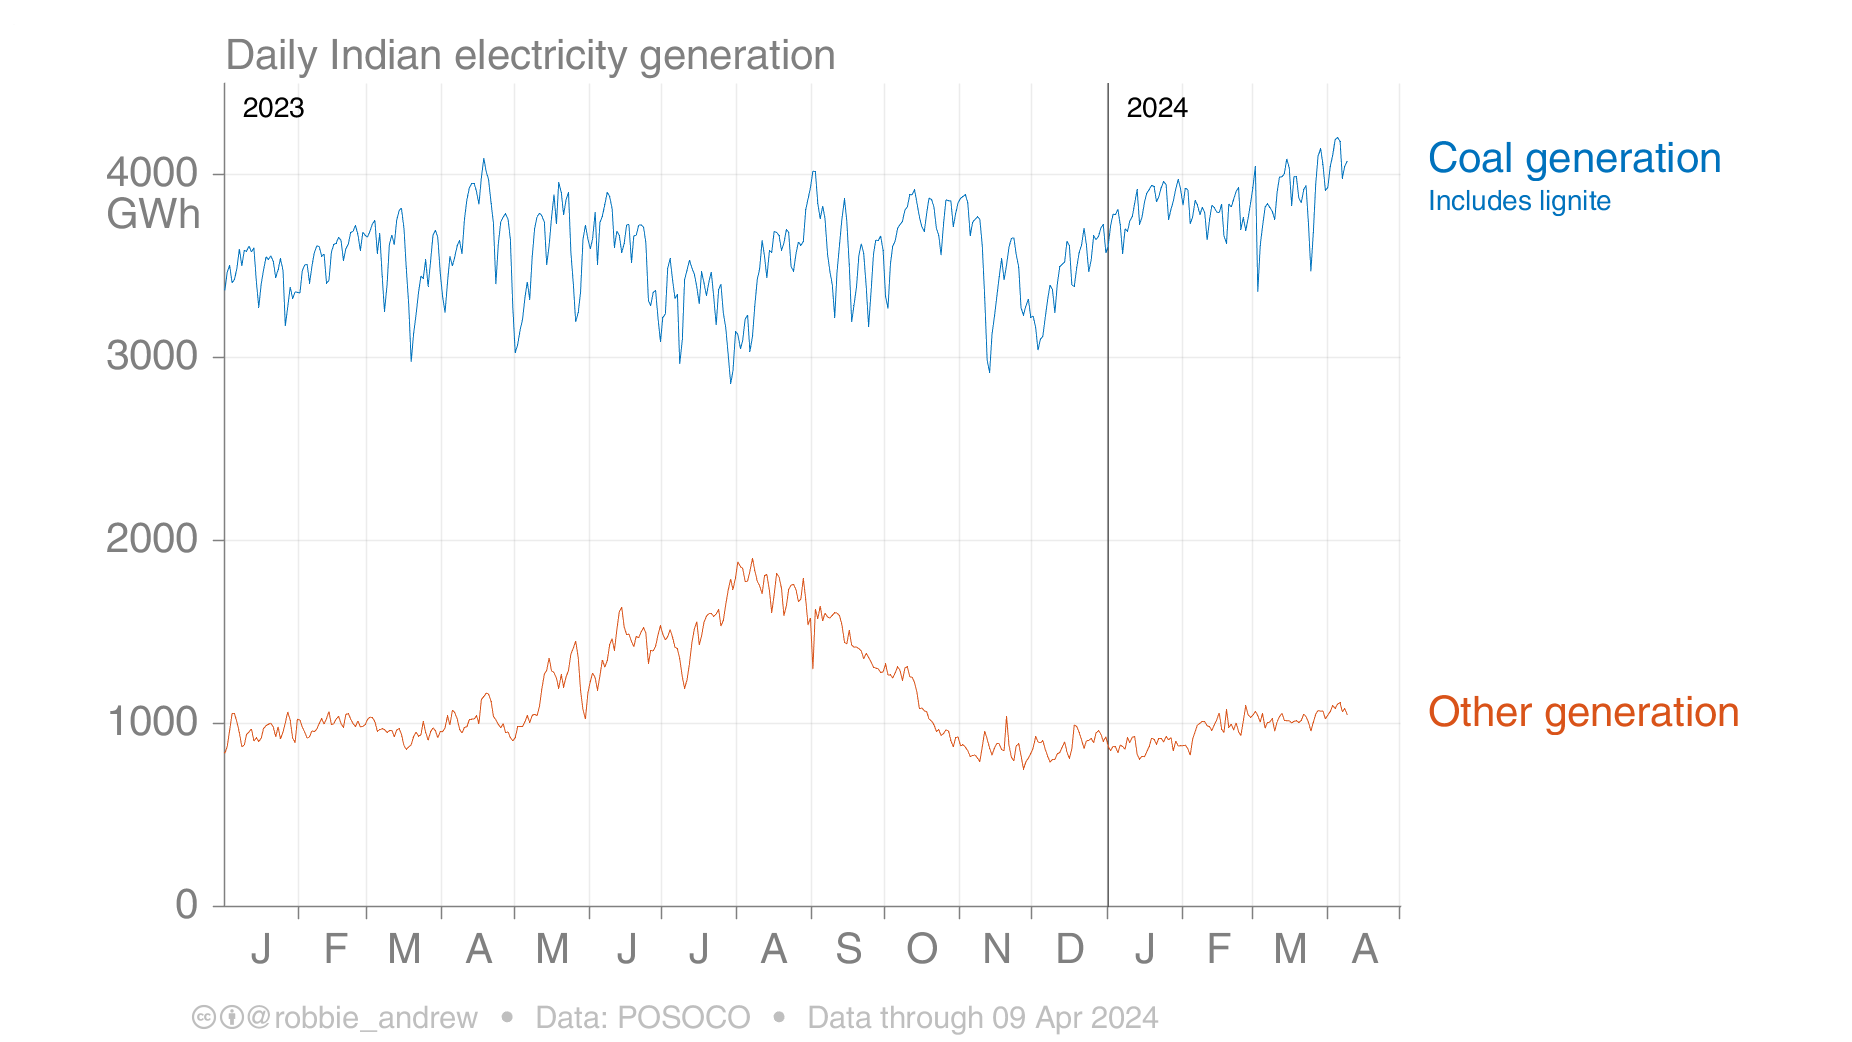 Daily Indian electricity generation
2023
2024
4000
GWh
3000
2000
1000
0
Coal generation
Includes lignite
Other generation
J F M A M J J A S O N D J F M A
cc @robbie_andrew • Data: POSOCO • Data through 09 Apr 2024